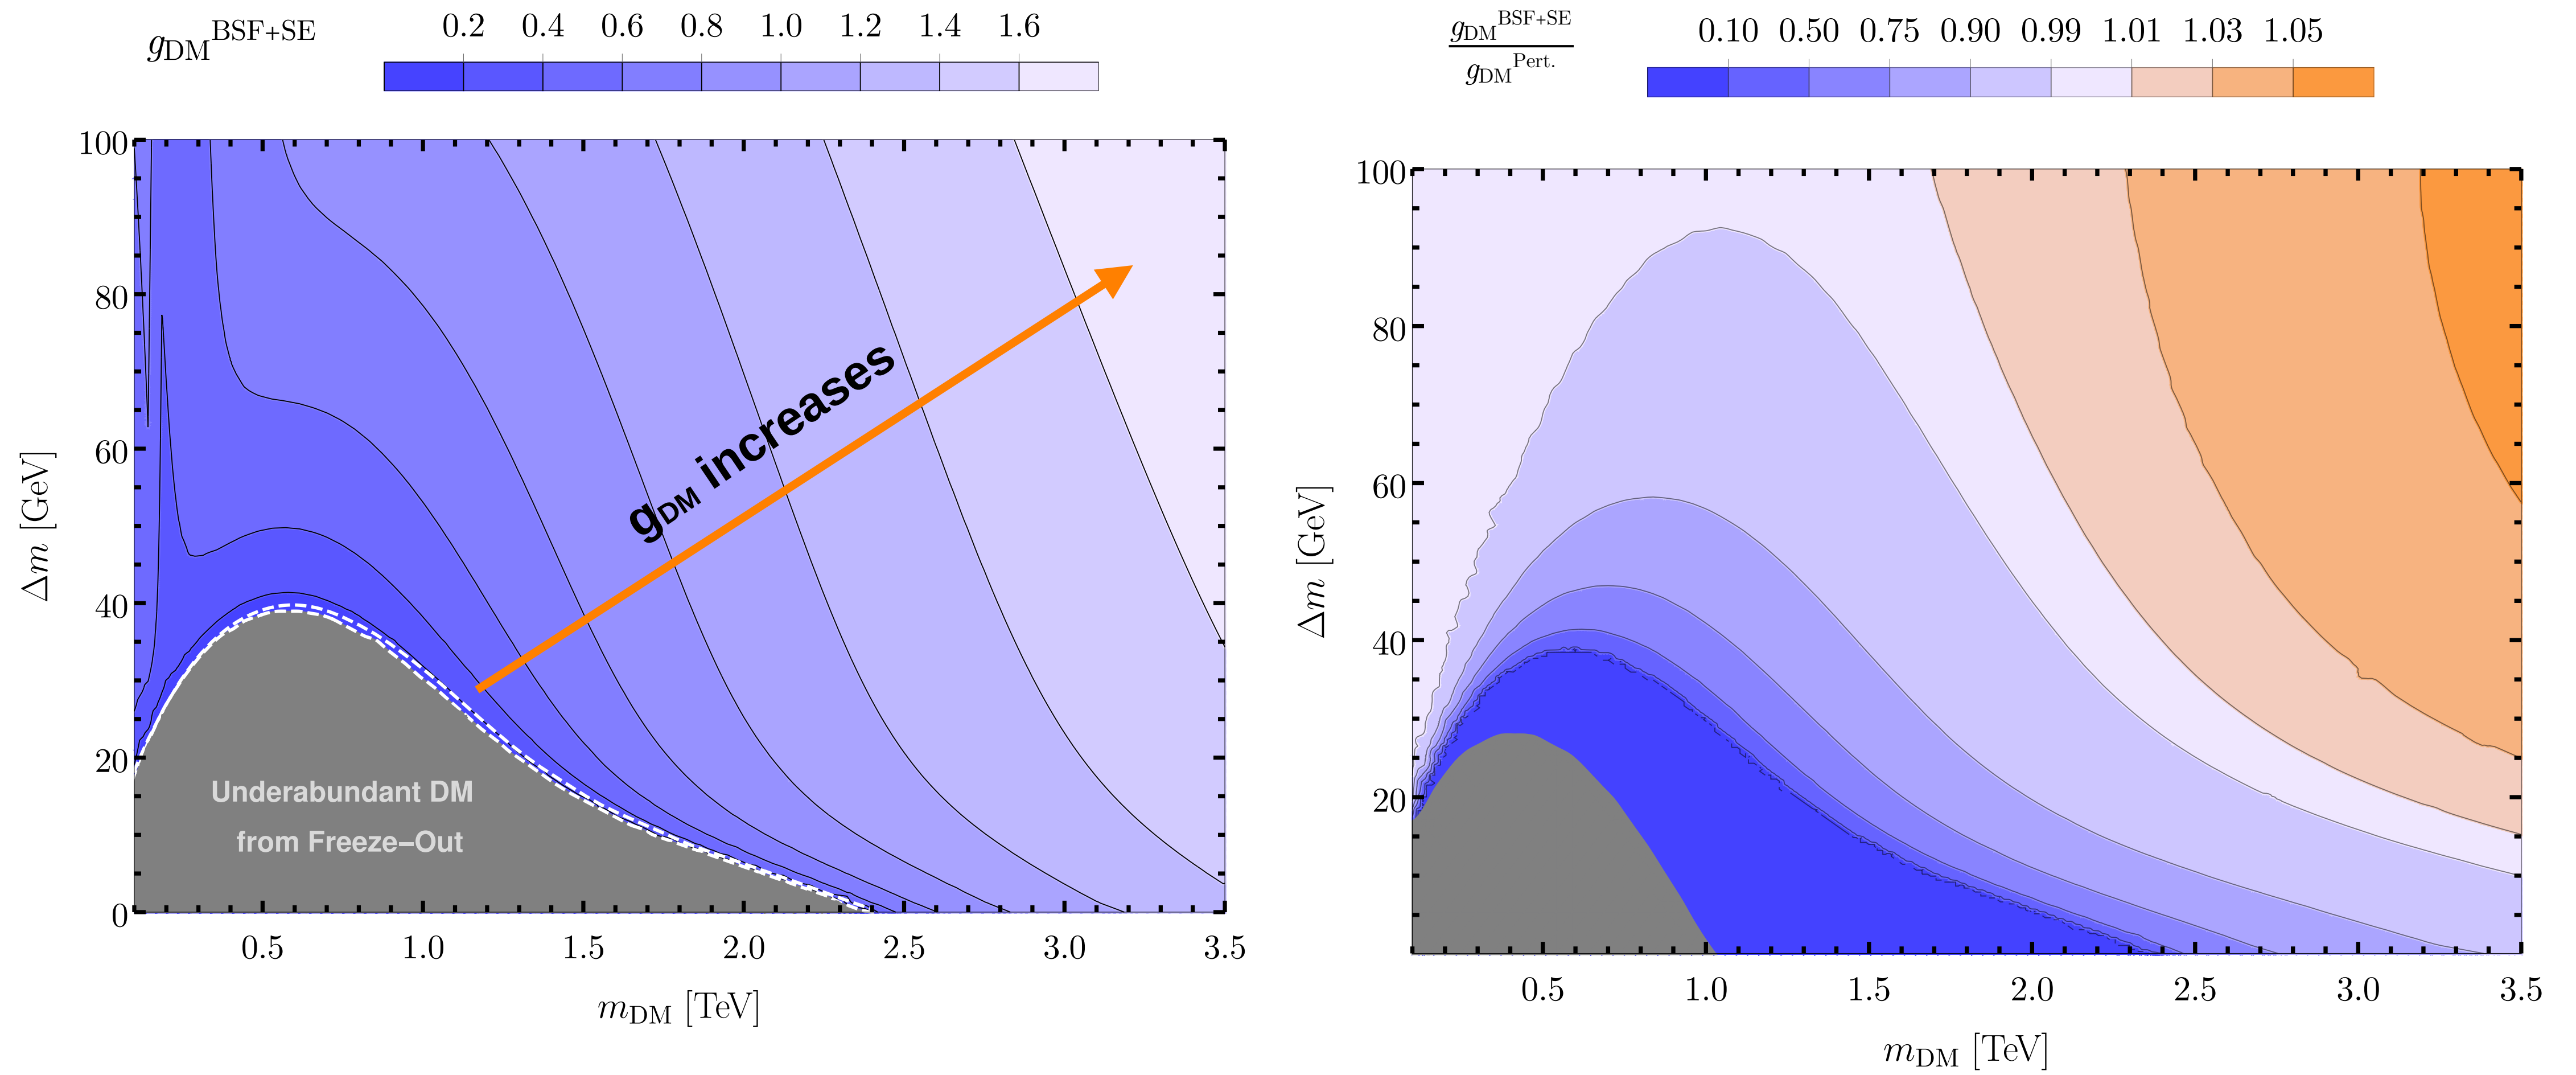 g_DM^BSF+SE
0.2 0.4 0.6 0.8 1.0 1.2 1.4 1.6
100
80
60
40
20
0
Δm [GeV]
g_DM increases
Underabundant DM
from Freeze−Out
0.5 1.0 1.5 2.0 2.5 3.0 3.5
m_DM [TeV]
g_DM^BSF+SE
g_DM^Pert.
0.10 0.50 0.75 0.90 0.99 1.01 1.03 1.05
100
80
60
40
20
Δm [GeV]
0.5 1.0 1.5 2.0 2.5 3.0 3.5
m_DM [TeV]